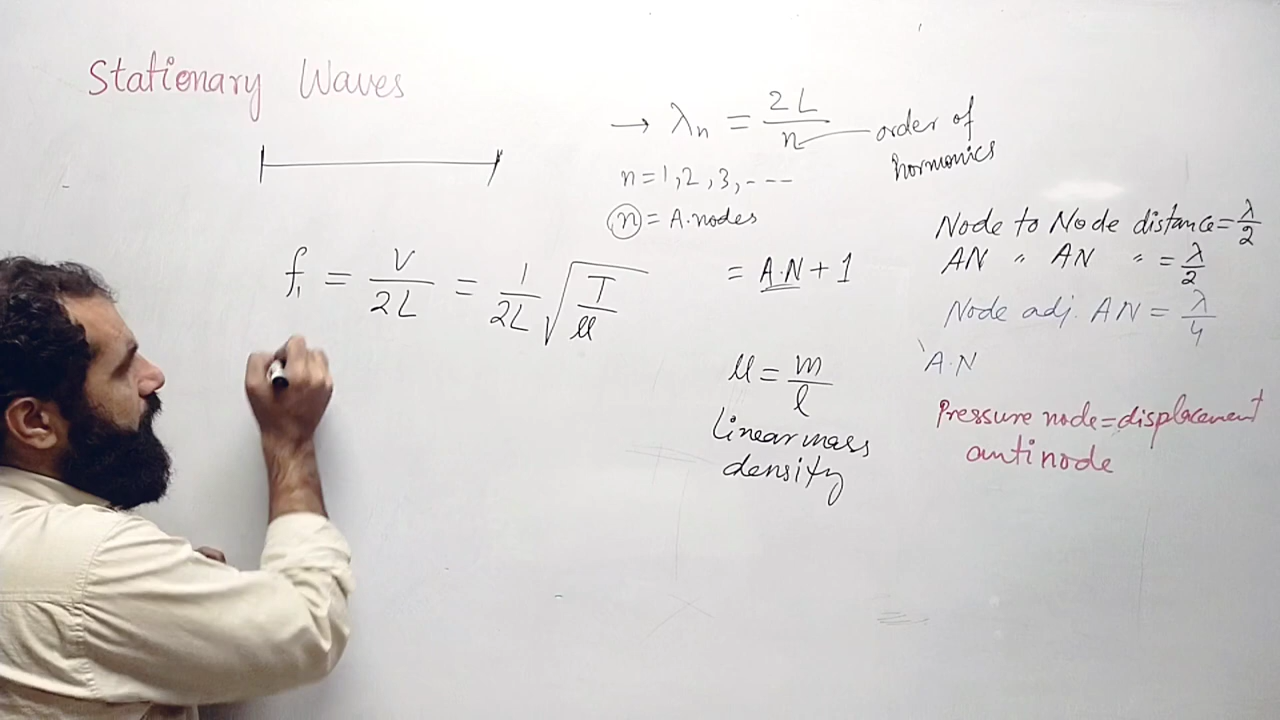 Stationary Waves
→ λn = 2L/n order of
hormonics
n=1,2,3,---
n = A.nodes
= A.N + 1
f₁ = V/2L = 1/2L √T/μ
μ = m/l
Linear mass
density
Node to Node distance = λ/2
AN " AN " = λ/2
Node adj. AN = λ/4
A.N
Pressure node = displacement
antinode